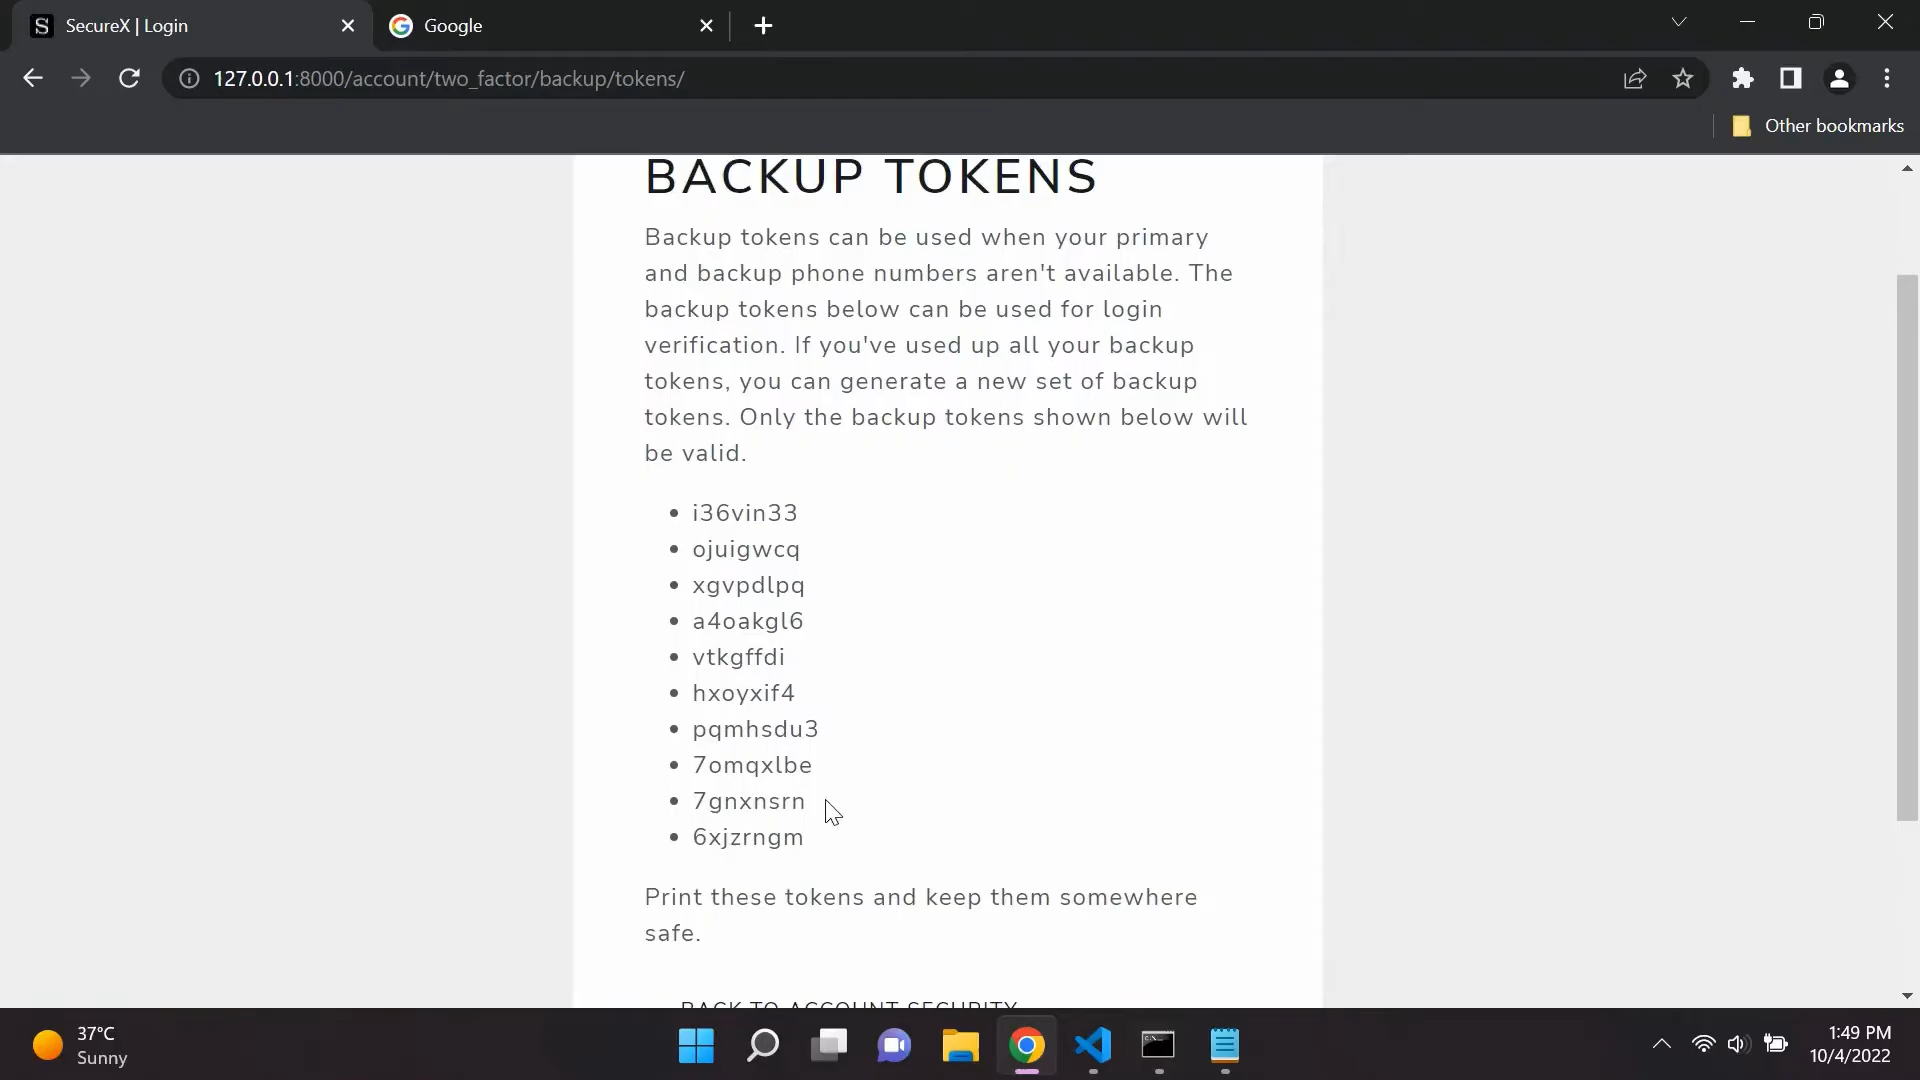 SecureX | Login
Google
127.0.0.1:8000/account/two_factor/backup/tokens/
Other bookmarks
BACKUP TOKENS
Backup tokens can be used when your primary
and backup phone numbers aren't available. The
backup tokens below can be used for login
verification. If you've used up all your backup
tokens, you can generate a new set of backup
tokens. Only the backup tokens shown below will
be valid.
i36vin33
ojuigwcq
xgvpdlpq
a4oakgl6
vtkgffdi
hxoyxif4
pqmhsdu3
7omqxlbe
7gnxnsrn
6xjzrngm
Print these tokens and keep them somewhere
safe.
BACK TO ACCOUNT SECURITY
37°C
Sunny
1:49 PM
10/4/2022